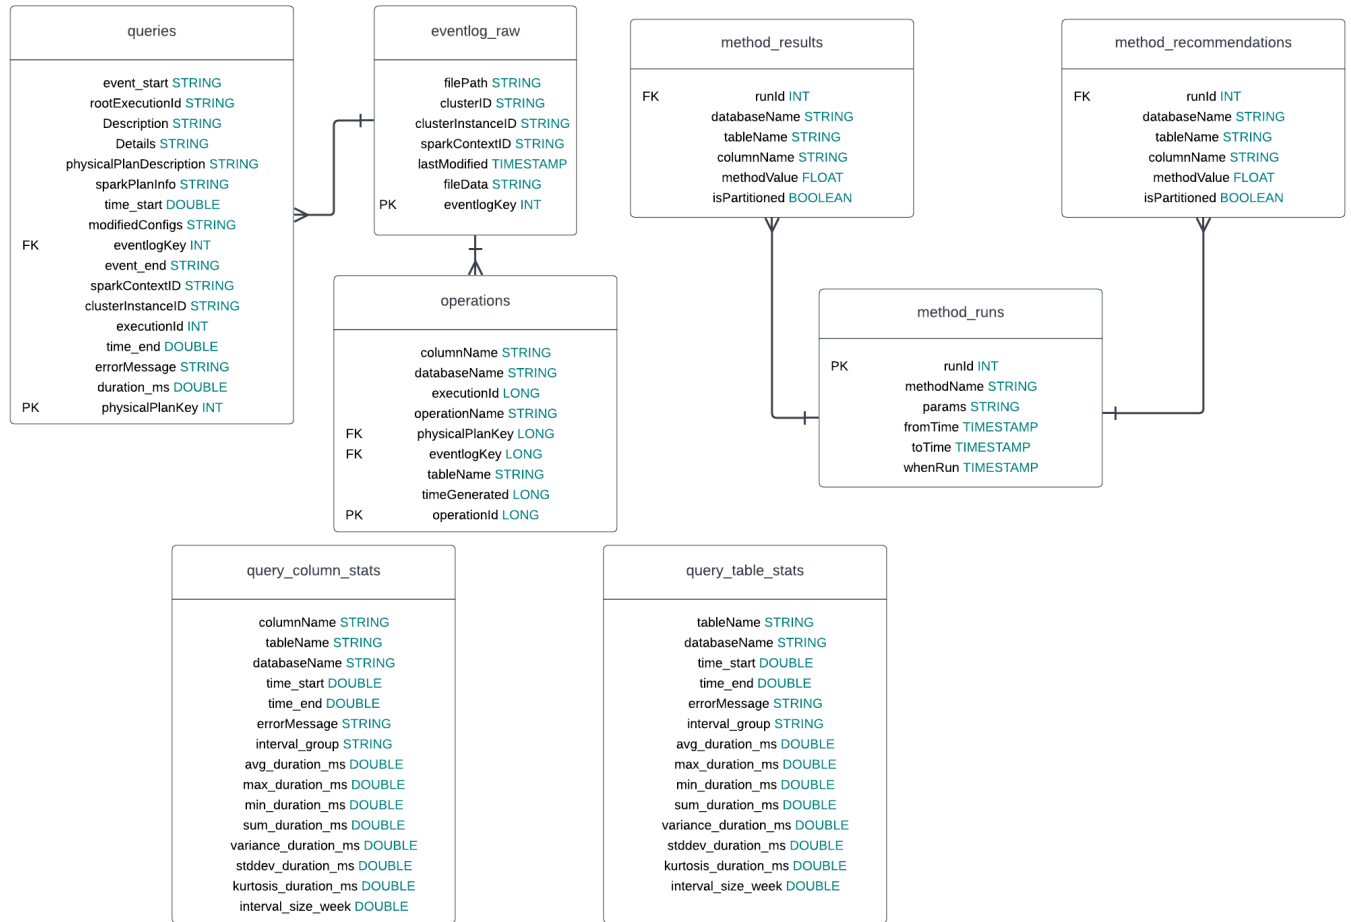 queries
event_start STRING
rootExecutionId STRING
Description STRING
Details STRING
physicalPlanDescription STRING
sparkPlanInfo STRING
time_start DOUBLE
modifiedConfigs STRING
FK eventlogKey INT
event_end STRING
sparkContextID STRING
clusterInstanceID STRING
executionId INT
time_end DOUBLE
errorMessage STRING
duration_ms DOUBLE
PK physicalPlanKey INT
eventlog_raw
filePath STRING
clusterID STRING
clusterInstanceID STRING
sparkContextID STRING
lastModified TIMESTAMP
fileData STRING
PK eventlogKey INT
operations
columnName STRING
databaseName STRING
executionId LONG
operationName STRING
FK physicalPlanKey LONG
FK eventlogKey LONG
tableName STRING
timeGenerated LONG
PK operationId LONG
method_results
FK runId INT
databaseName STRING
tableName STRING
columnName STRING
methodValue FLOAT
isPartitioned BOOLEAN
method_recommendations
FK runId INT
databaseName STRING
tableName STRING
columnName STRING
methodValue FLOAT
isPartitioned BOOLEAN
method_runs
PK runId INT
methodName STRING
params STRING
fromTime TIMESTAMP
toTime TIMESTAMP
whenRun TIMESTAMP
query_column_stats
columnName STRING
tableName STRING
databaseName STRING
time_start DOUBLE
time_end DOUBLE
errorMessage STRING
interval_group STRING
avg_duration_ms DOUBLE
max_duration_ms DOUBLE
min_duration_ms DOUBLE
sum_duration_ms DOUBLE
variance_duration_ms DOUBLE
stddev_duration_ms DOUBLE
kurtosis_duration_ms DOUBLE
interval_size_week DOUBLE
query_table_stats
tableName STRING
databaseName STRING
time_start DOUBLE
time_end DOUBLE
errorMessage STRING
interval_group STRING
avg_duration_ms DOUBLE
max_duration_ms DOUBLE
min_duration_ms DOUBLE
sum_duration_ms DOUBLE
variance_duration_ms DOUBLE
stddev_duration_ms DOUBLE
kurtosis_duration_ms DOUBLE
interval_size_week DOUBLE